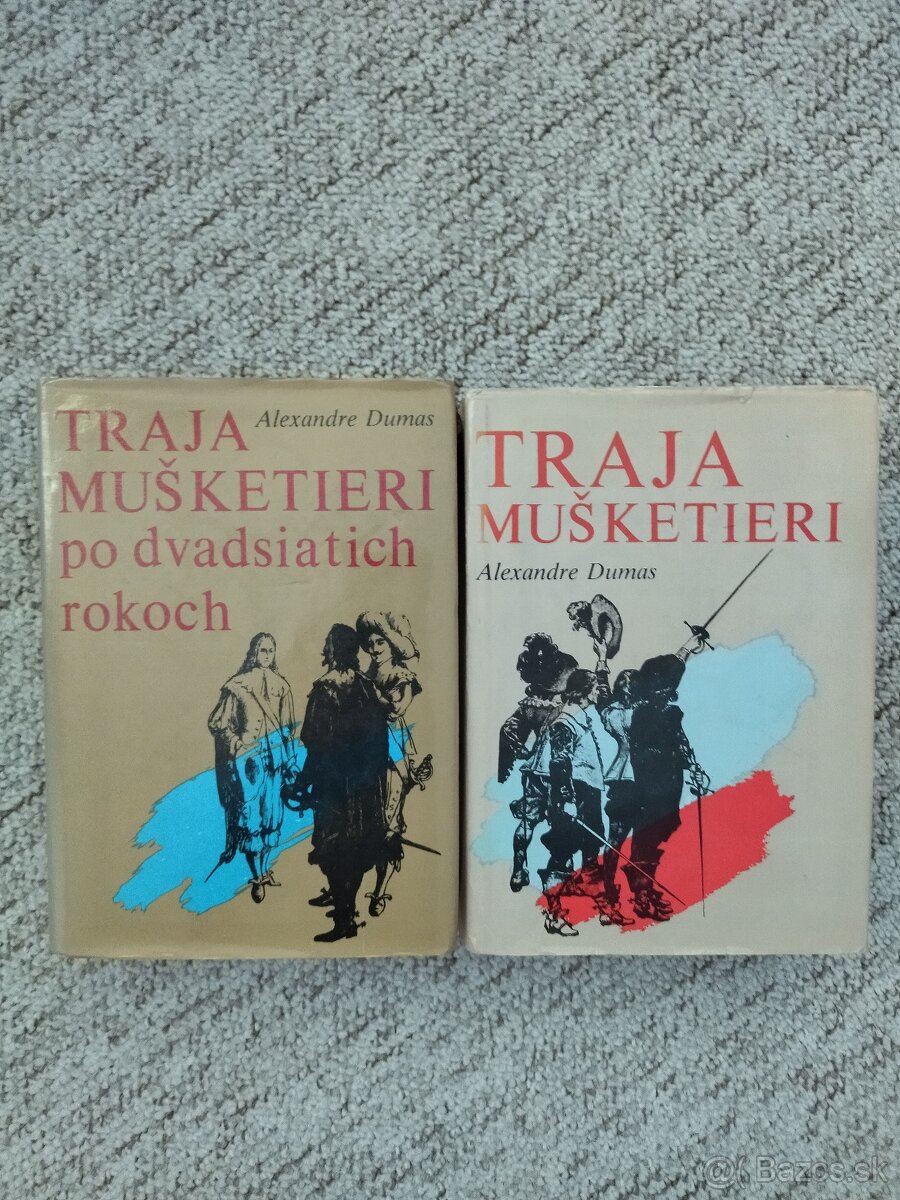 TRAJA Alexandre Dumas
MUŠKETIERI
po dvadsiatich
rokoch
TRAJA
MUŠKETIERI
Alexandre Dumas
@( Bazos.sk